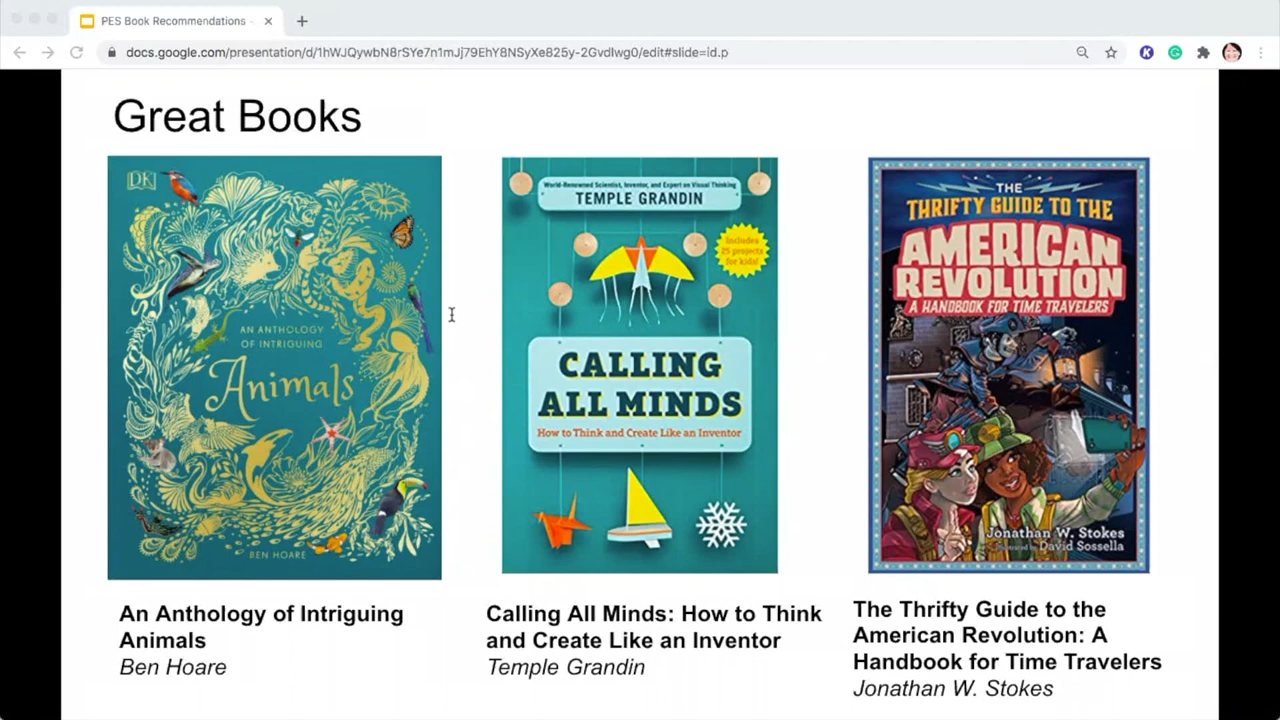 PES Book Recommendations -
docs.google.com/presentation/d/1hWJQywbN8rSYe7n1mJj79EhY8NSyXe825y-2Gvdlwg0/edit#slide=id.p
Great Books
DK
AN ANTHOLOGY
OF INTRIGUING
Animals
BEN HOARE
World-Renowned Scientist, Inventor, and Expert on Visual Thinking
TEMPLE GRANDIN
Includes
25 projects
for kids!
CALLING
ALL MINDS
How to Think and Create Like an Inventor
THE
THRIFTY GUIDE TO THE
AMERICAN
REVOLUTION
A HANDBOOK FOR TIME TRAVELERS
Jonathan W. Stokes
Illustrated by David Sossella
An Anthology of Intriguing
Animals
Ben Hoare
Calling All Minds: How to Think
and Create Like an Inventor
Temple Grandin
The Thrifty Guide to the
American Revolution: A
Handbook for Time Travelers
Jonathan W. Stokes